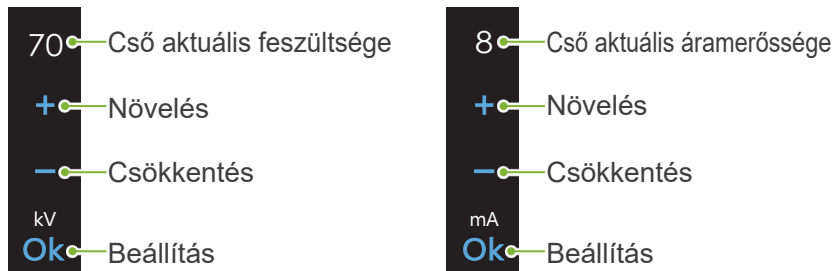 70 Cső aktuális feszültsége
+ Növelés
− Csökkentés
kV
Ok Beállítás
8 Cső aktuális áramerőssége
+ Növelés
− Csökkentés
mA
Ok Beállítás